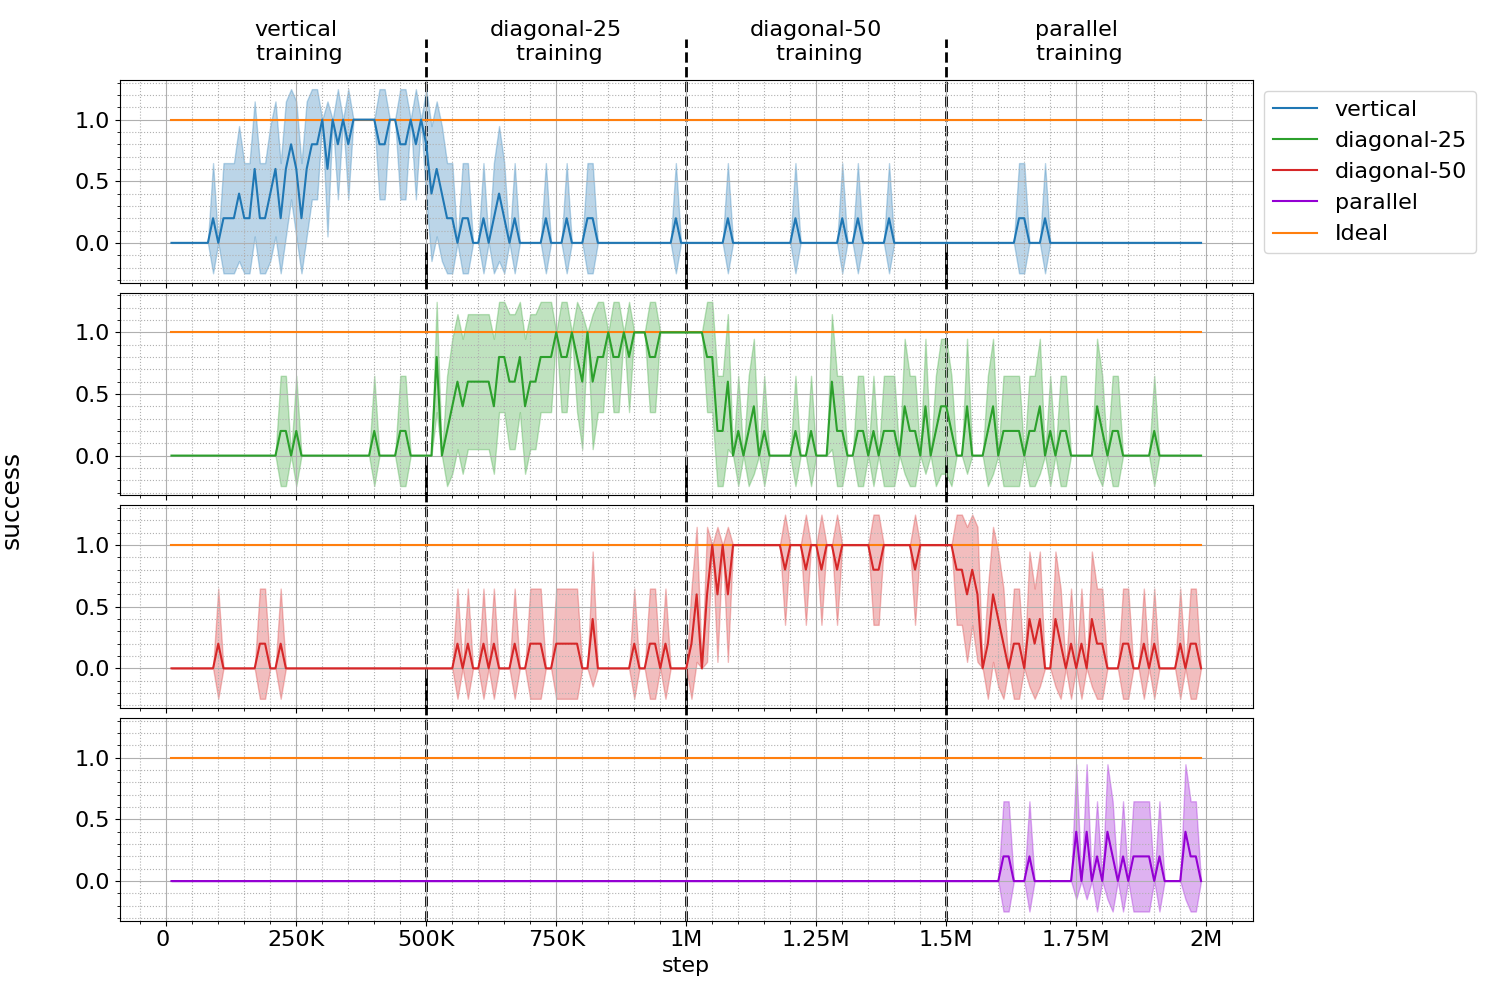 vertical
training
diagonal-25
training
diagonal-50
training
parallel
training
1.0
0.5
0.0
vertical
diagonal-25
diagonal-50
parallel
Ideal
1.0
0.5
0.0
success
1.0
0.5
0.0
1.0
0.5
0.0
0 250K 500K 750K 1M 1.25M 1.5M 1.75M 2M
step